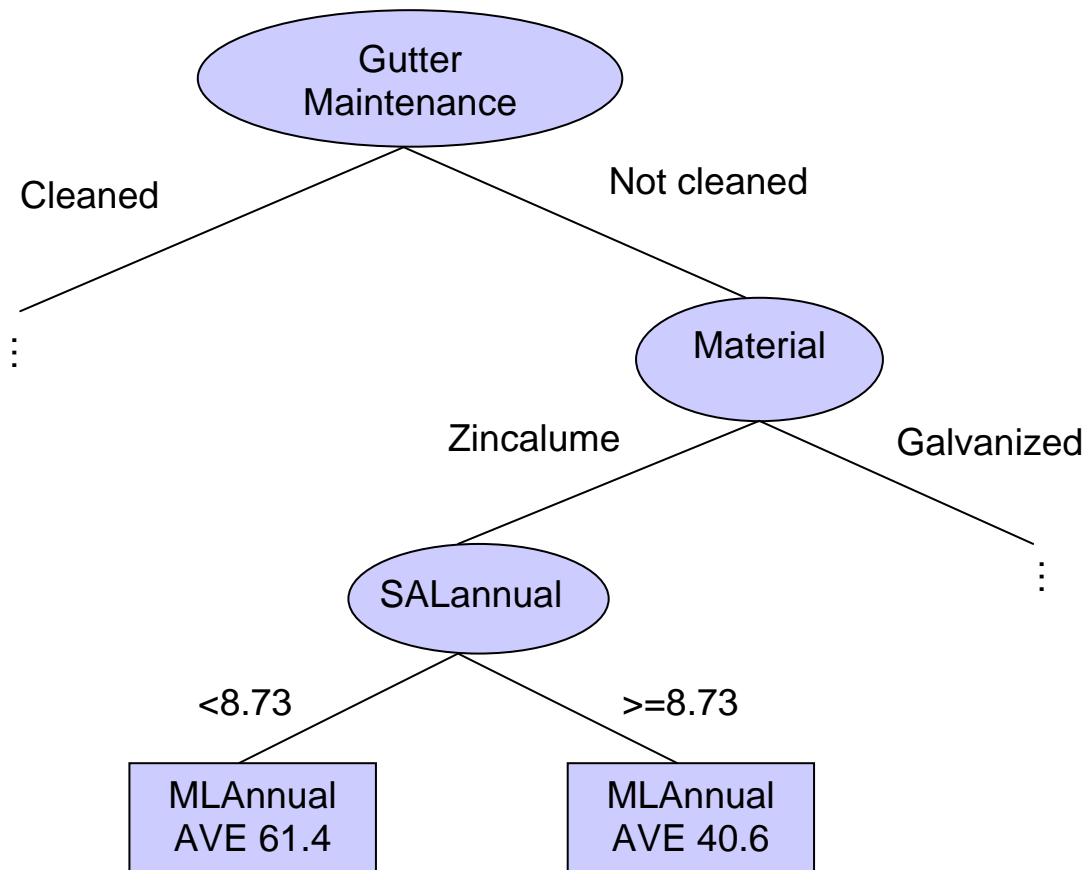 Gutter
Maintenance
Cleaned
Not cleaned
⋮
Material
Zincalume
Galvanized
SALannual
⋮
<8.73
>=8.73
MLAnnual
AVE 61.4
MLAnnual
AVE 40.6